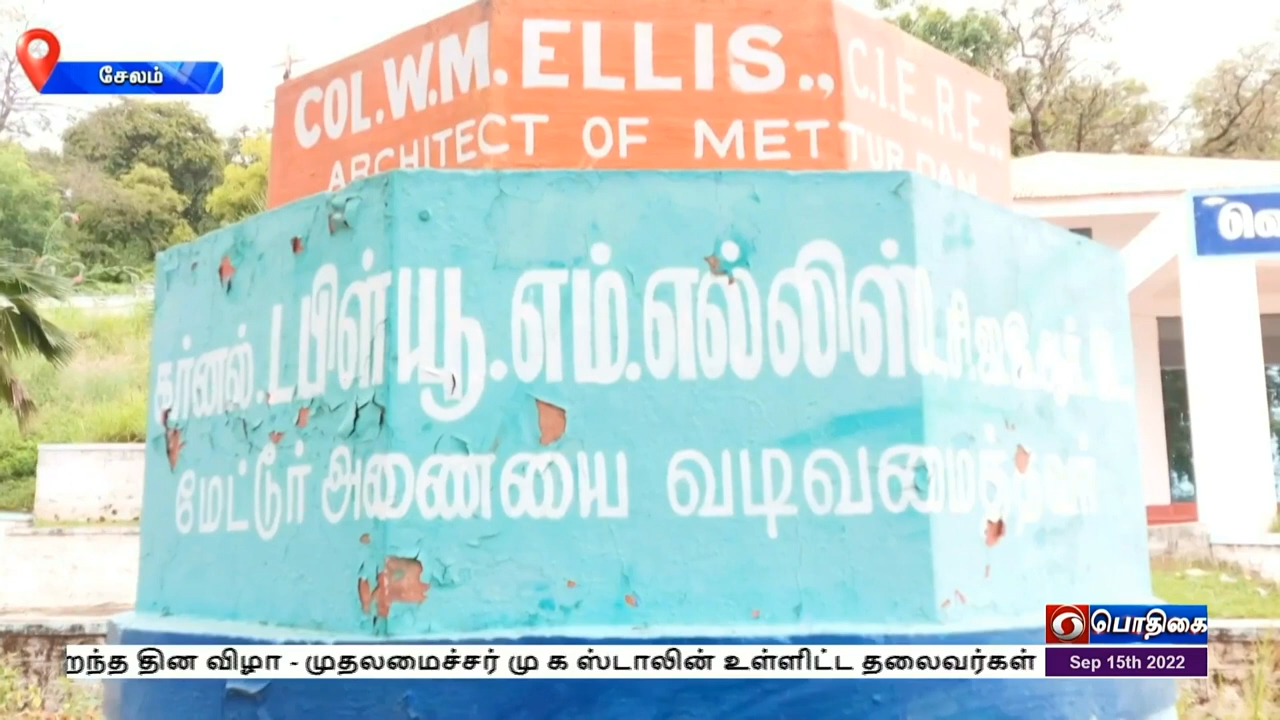 சேலம்
COL.W.M.ELLIS., C.I.E., R.E.,
ARCHITECT OF METTUR DAM
வெ
கர்னல்.டபிள்யூ.எம்.எல்லிஸ்
மேட்டூர் அணையை வடிவமைத்தவர்
பொதிகை
றந்த தின விழா - முதலமைச்சர் மு க ஸ்டாலின் உள்ளிட்ட தலைவர்கள்
Sep 15th 2022